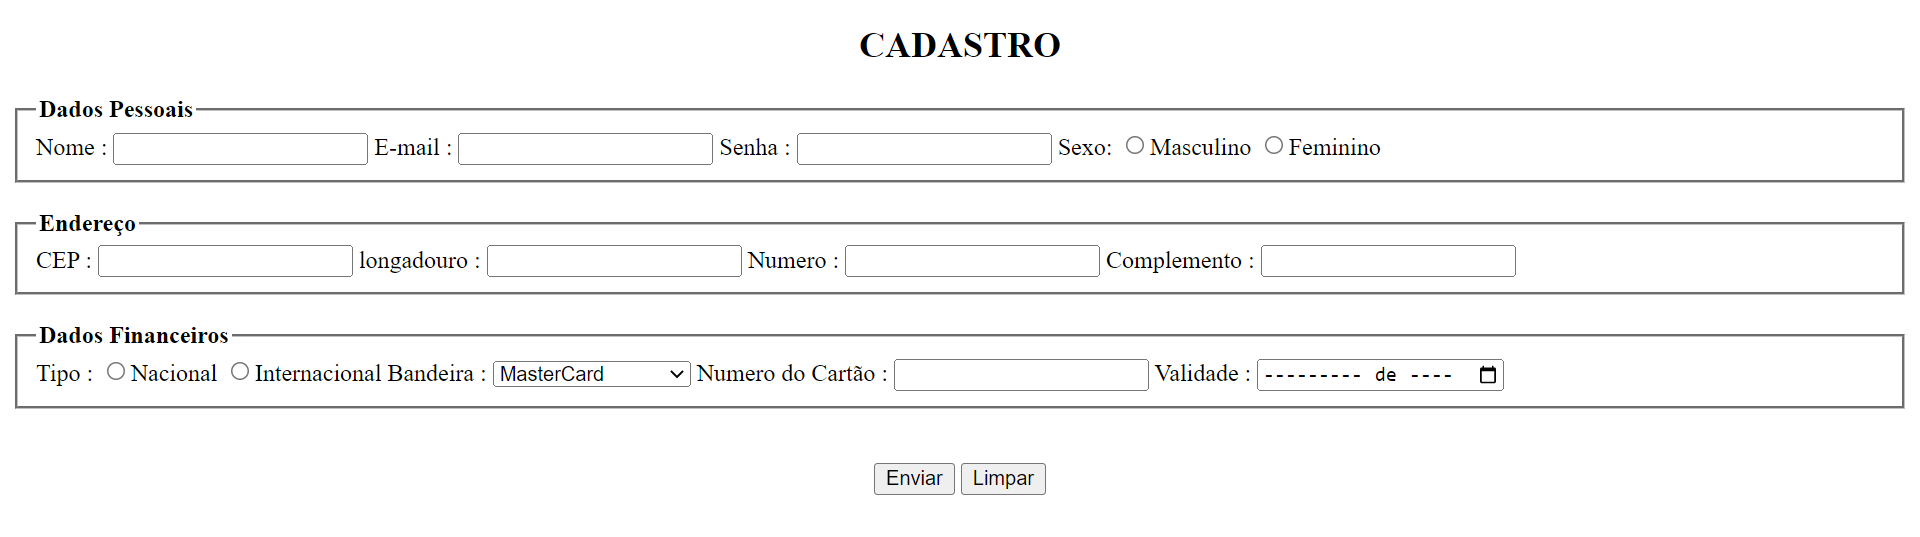 CADASTRO
Dados Pessoais
Nome : E-mail : Senha : Sexo: Masculino Feminino
Endereço
CEP : longadouro : Numero : Complemento :
Dados Financeiros
Tipo : Nacional Internacional Bandeira : MasterCard Numero do Cartão : Validade : --------- de ----
Enviar Limpar